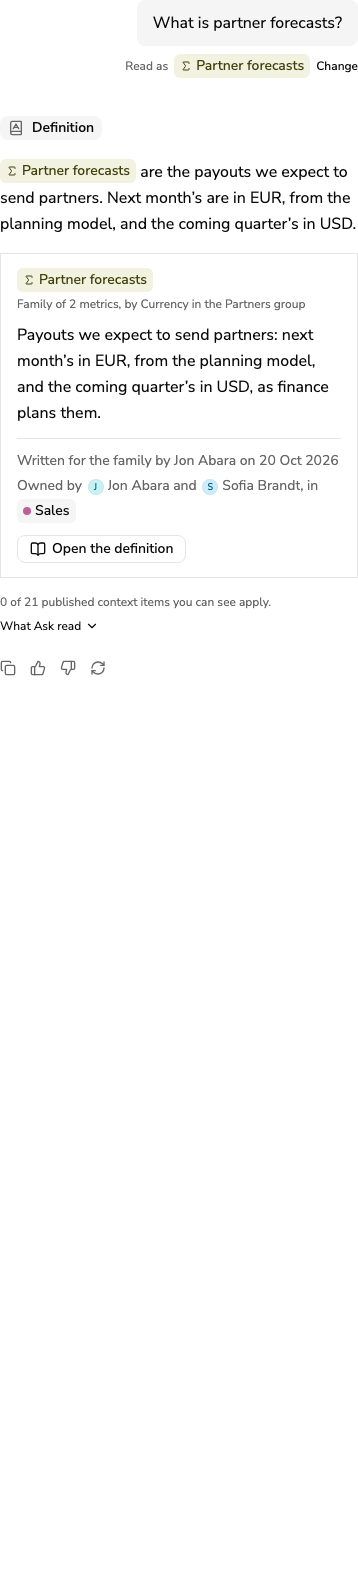 What is partner forecasts?
Read as Partner forecasts Change
Definition
Partner forecasts are the payouts we expect to
send partners. Next month’s are in EUR, from the
planning model, and the coming quarter’s in USD.
Partner forecasts
Family of 2 metrics, by Currency in the Partners group
Payouts we expect to send partners: next
month’s in EUR, from the planning model,
and the coming quarter’s in USD, as finance
plans them.
Written for the family by Jon Abara on 20 Oct 2026
Owned by J Jon Abara and S Sofia Brandt, in
Sales
Open the definition
0 of 21 published context items you can see apply.
What Ask read